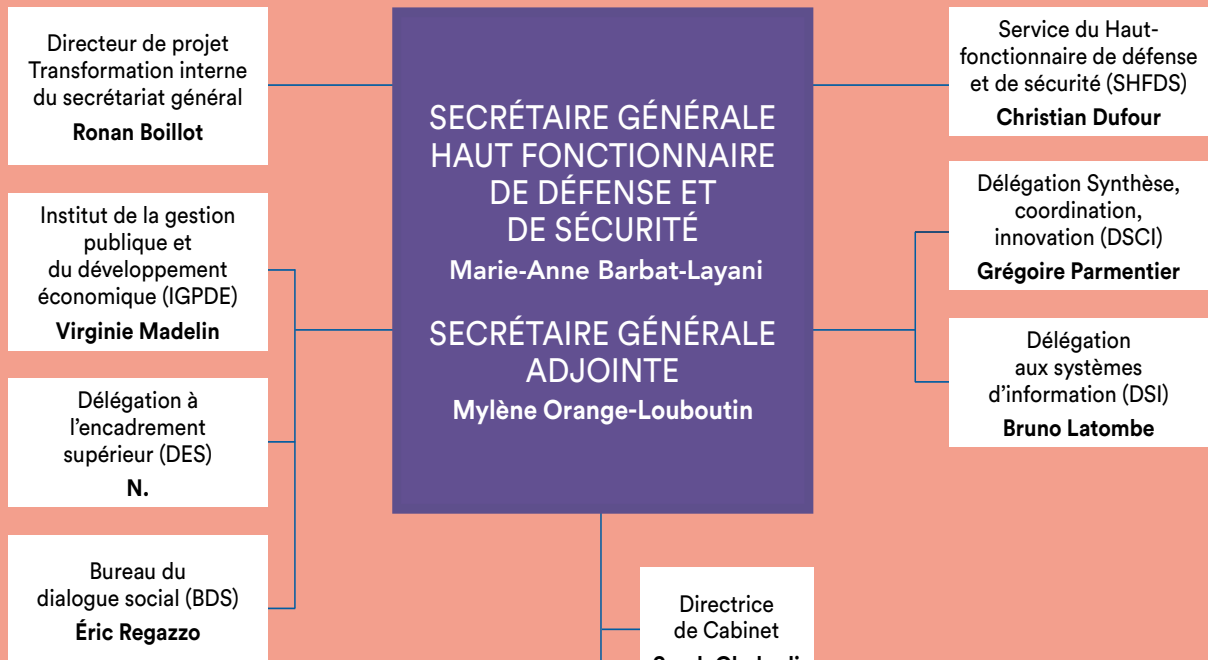 Directeur de projet
Transformation interne
du secrétariat général
Ronan Boillot
Institut de la gestion
publique et
du développement
économique (IGPDE)
Virginie Madelin
Délégation à
l’encadrement
supérieur (DES)
N.
Bureau du
dialogue social (BDS)
Éric Regazzo
SECRÉTAIRE GÉNÉRALE
HAUT FONCTIONNAIRE
DE DÉFENSE ET
DE SÉCURITÉ
Marie-Anne Barbat-Layani
SECRÉTAIRE GÉNÉRALE
ADJOINTE
Mylène Orange-Louboutin
Directrice
de Cabinet
Service du Haut-
fonctionnaire de défense
et de sécurité (SHFDS)
Christian Dufour
Délégation Synthèse,
coordination,
innovation (DSCI)
Grégoire Parmentier
Délégation
aux systèmes
d’information (DSI)
Bruno Latombe